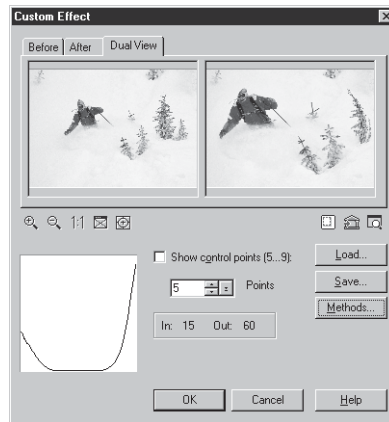 Custom Effect
Before After Dual View
1:1
Show control points (5...9):
5 Points
In: 15 Out: 60
Load...
Save...
Methods...
OK Cancel Help